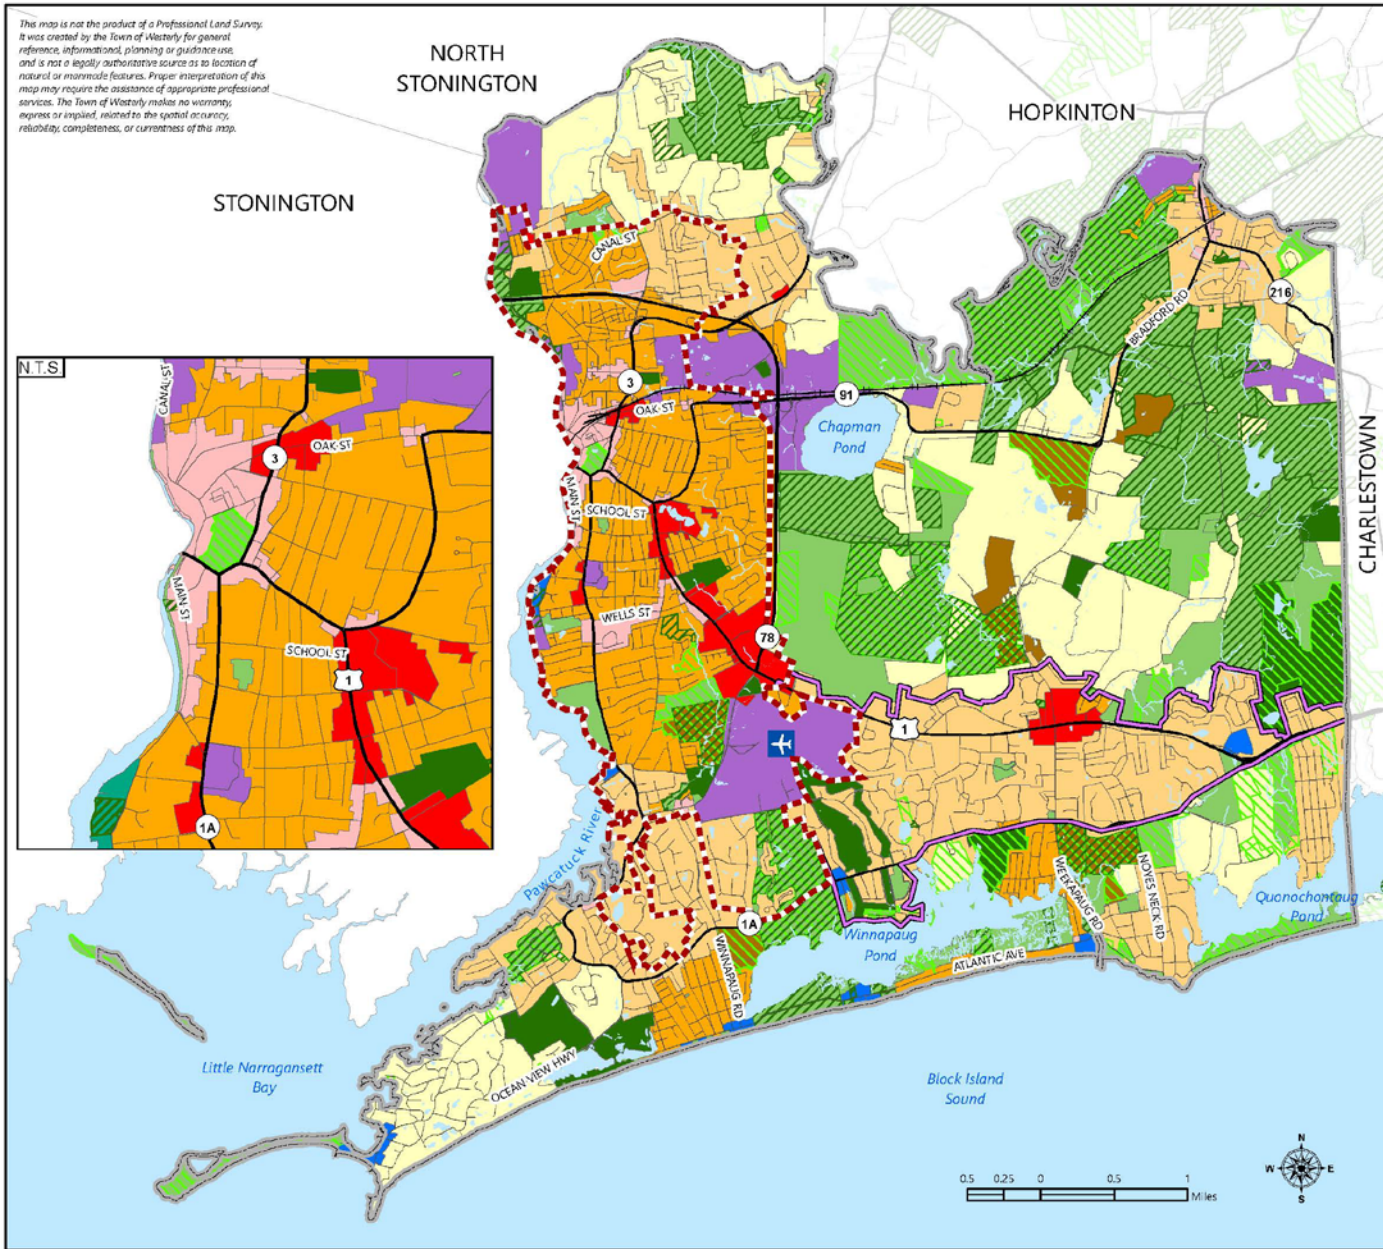 This map is not the product of a Professional Land Survey.
It was created by the Town of Westerly for general
reference, informational, planning or guidance use,
and is not a legally authoritative source as to location of
natural or manmade features. Proper interpretation of this
map may require the assistance of appropriate professional
services. The Town of Westerly makes no warranty,
express or implied, related to the spatial accuracy,
reliability, completeness, or currentness of this map.
NORTH
STONINGTON
HOPKINTON
STONINGTON
CANAL ST
216
BRADFORD RD
N.T.S.
CANAL ST
3
91
OAK ST
Chapman
Pond
CHARLESTOWN
OAK ST
3
MAIN ST
SCHOOL ST
MAIN ST
WELLS ST
78
SCHOOL ST
1
1
1A
Pawcatuck River
WEEKAPAUG RD
NOYES NECK RD
Quonochontaug
Pond
1A
Winnapaug
Pond
WINNAPAUG RD
ATLANTIC AVE
OCEAN VIEW HWY
Little Narragansett
Bay
Block Island
Sound
N
W
E
S
0.5 0.25 0 0.5 1
Miles